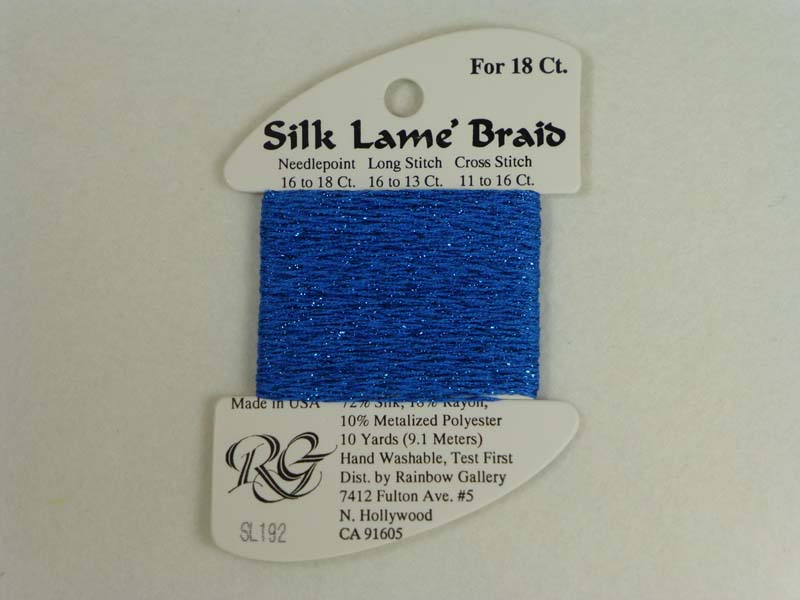 For 18 Ct.
Silk Lame' Braid
Needlepoint Long Stitch Cross Stitch
16 to 18 Ct. 16 to 13 Ct. 11 to 16 Ct.
Made in USA 72% Silk, 18% Rayon,
10% Metalized Polyester
10 Yards (9.1 Meters)
Hand Washable, Test First
Dist. by Rainbow Gallery
7412 Fulton Ave. #5
N. Hollywood
CA 91605
RG
SL192